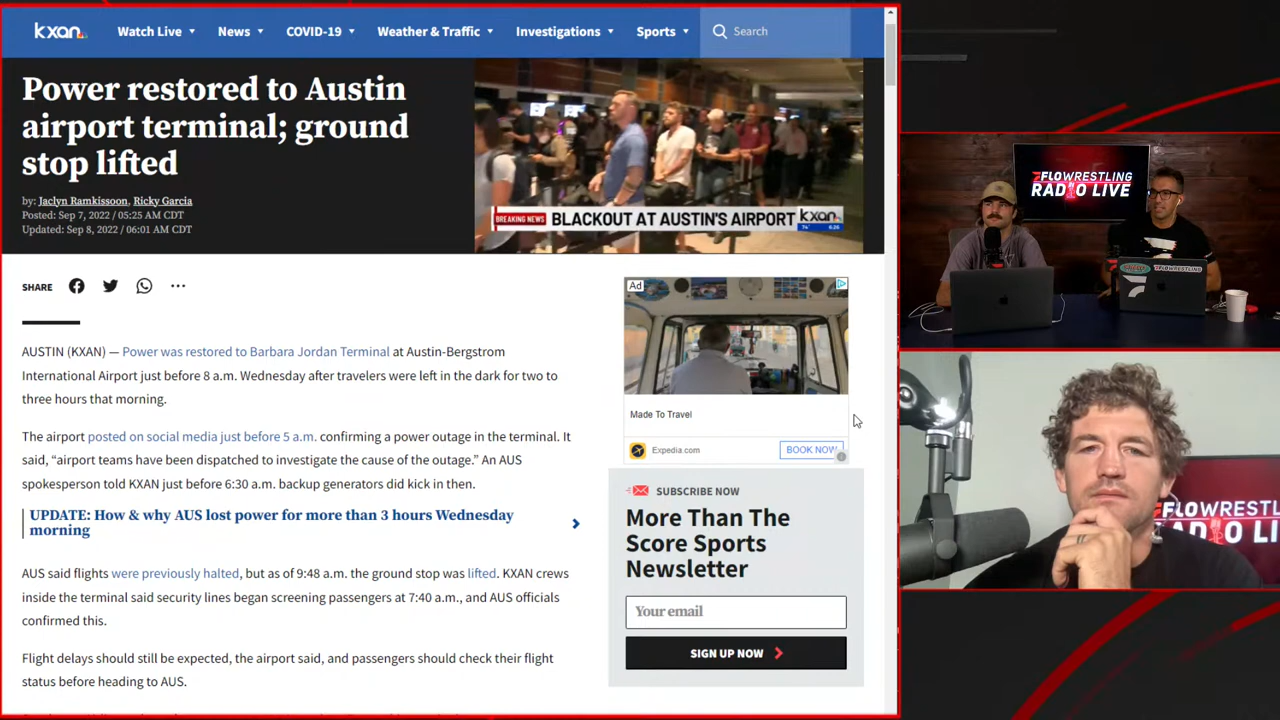 kxan
Watch Live
News
COVID-19
Weather & Traffic
Investigations
Sports
Search
Power restored to Austin
airport terminal; ground
stop lifted
by: Jaclyn Ramkissoon, Ricky Garcia
Posted: Sep 7, 2022 / 05:25 AM CDT
Updated: Sep 8, 2022 / 06:01 AM CDT
BREAKING NEWS BLACKOUT AT AUSTIN'S AIRPORT kxan
74° 6:26
SHARE
AUSTIN (KXAN) — Power was restored to Barbara Jordan Terminal at Austin-Bergstrom
International Airport just before 8 a.m. Wednesday after travelers were left in the dark for two to
three hours that morning.
The airport posted on social media just before 5 a.m. confirming a power outage in the terminal. It
said, “airport teams have been dispatched to investigate the cause of the outage.” An AUS
spokesperson told KXAN just before 6:30 a.m. backup generators did kick in then.
UPDATE: How & why AUS lost power for more than 3 hours Wednesday
morning
AUS said flights were previously halted, but as of 9:48 a.m. the ground stop was lifted. KXAN crews
inside the terminal said security lines began screening passengers at 7:40 a.m., and AUS officials
confirmed this.
Flight delays should still be expected, the airport said, and passengers should check their flight
status before heading to AUS.
Ad
Made To Travel
Expedia.com
BOOK NOW
SUBSCRIBE NOW
More Than The
Score Sports
Newsletter
Your email
SIGN UP NOW
FLOWRESTLING
RADIO LIVE
FLOWRESTLING
FLOWRESTLING
RADIO LI